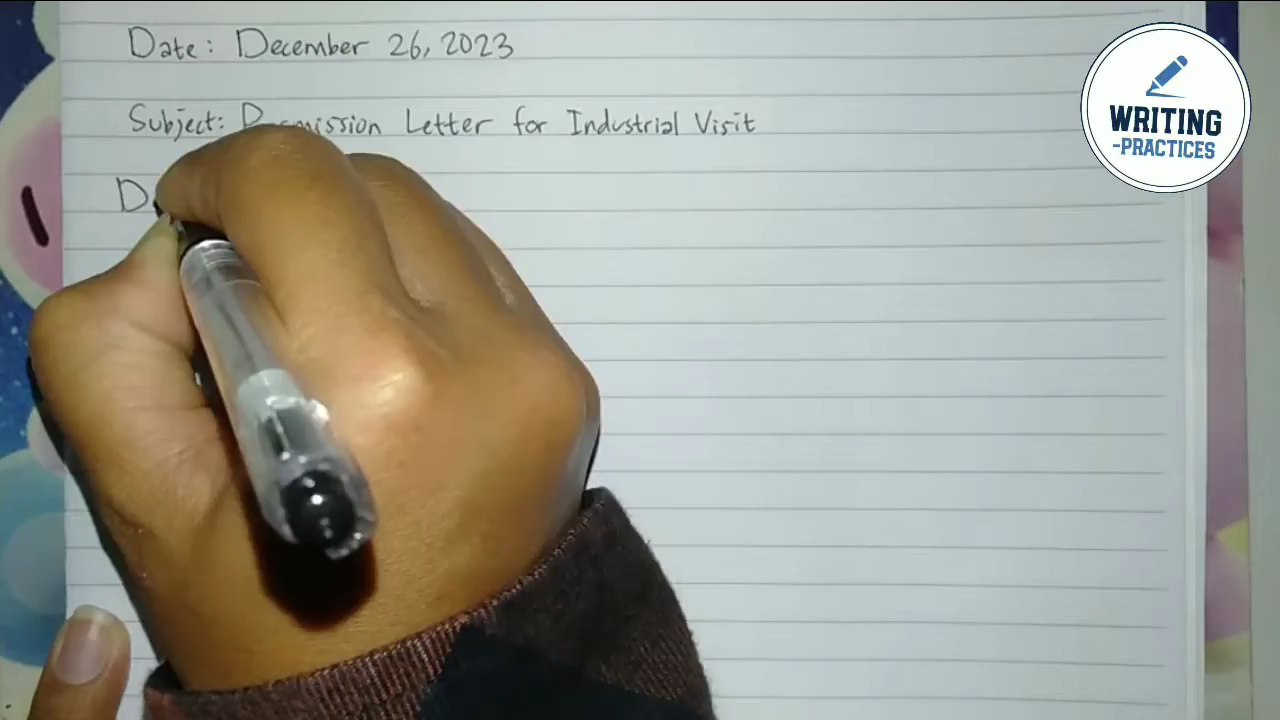 Date: December 26, 2023
Subject: Permission Letter for Industrial Visit
WRITING
-PRACTICES